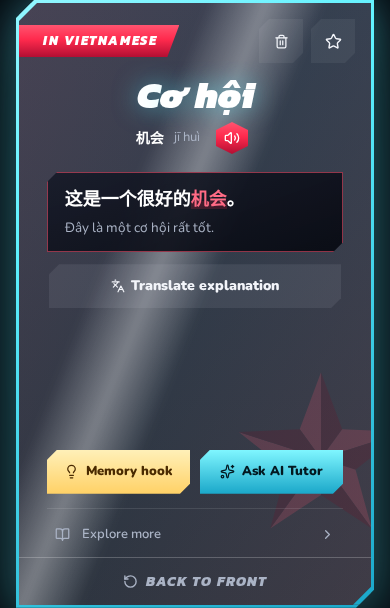 IN VIETNAMESE
Cơ hội
机会 jī huì
这是一个很好的机会。
Đây là một cơ hội rất tốt.
Translate explanation
Memory hook
Ask AI Tutor
Explore more
BACK TO FRONT